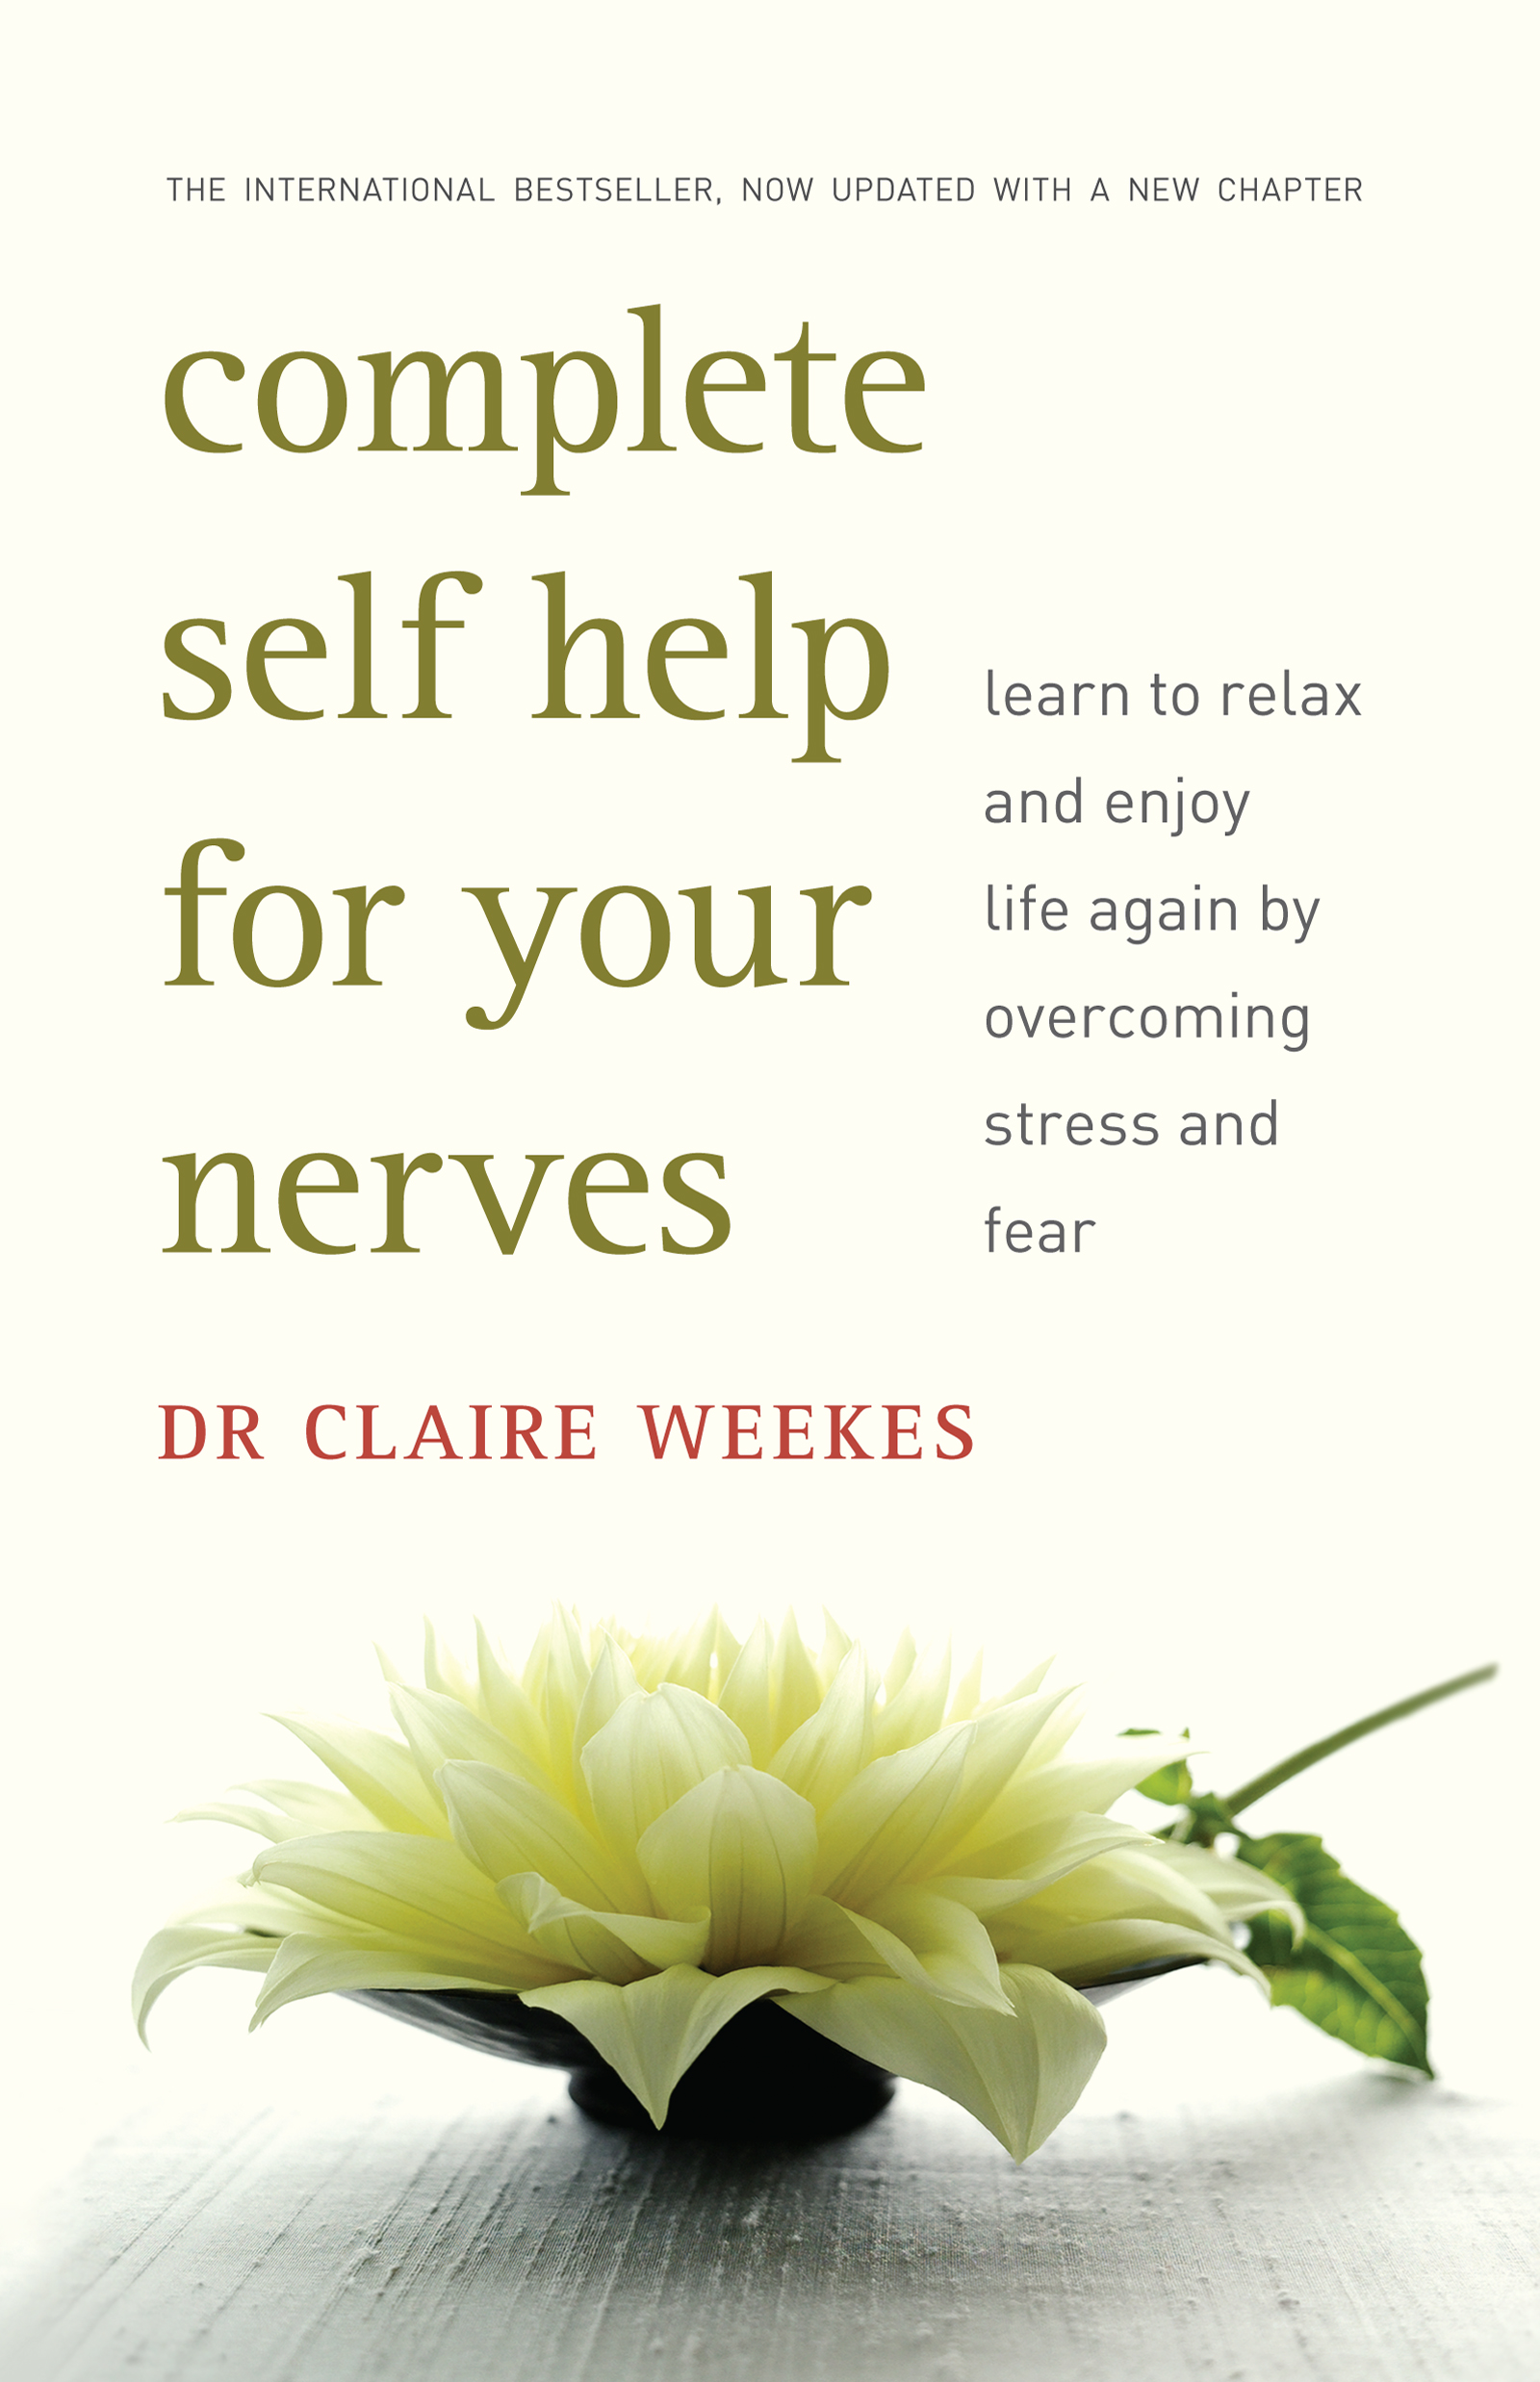 THE INTERNATIONAL BESTSELLER, NOW UPDATED WITH A NEW CHAPTER
complete
self help
for your
nerves
learn to relax
and enjoy
life again by
overcoming
stress and
fear
DR CLAIRE WEEKES